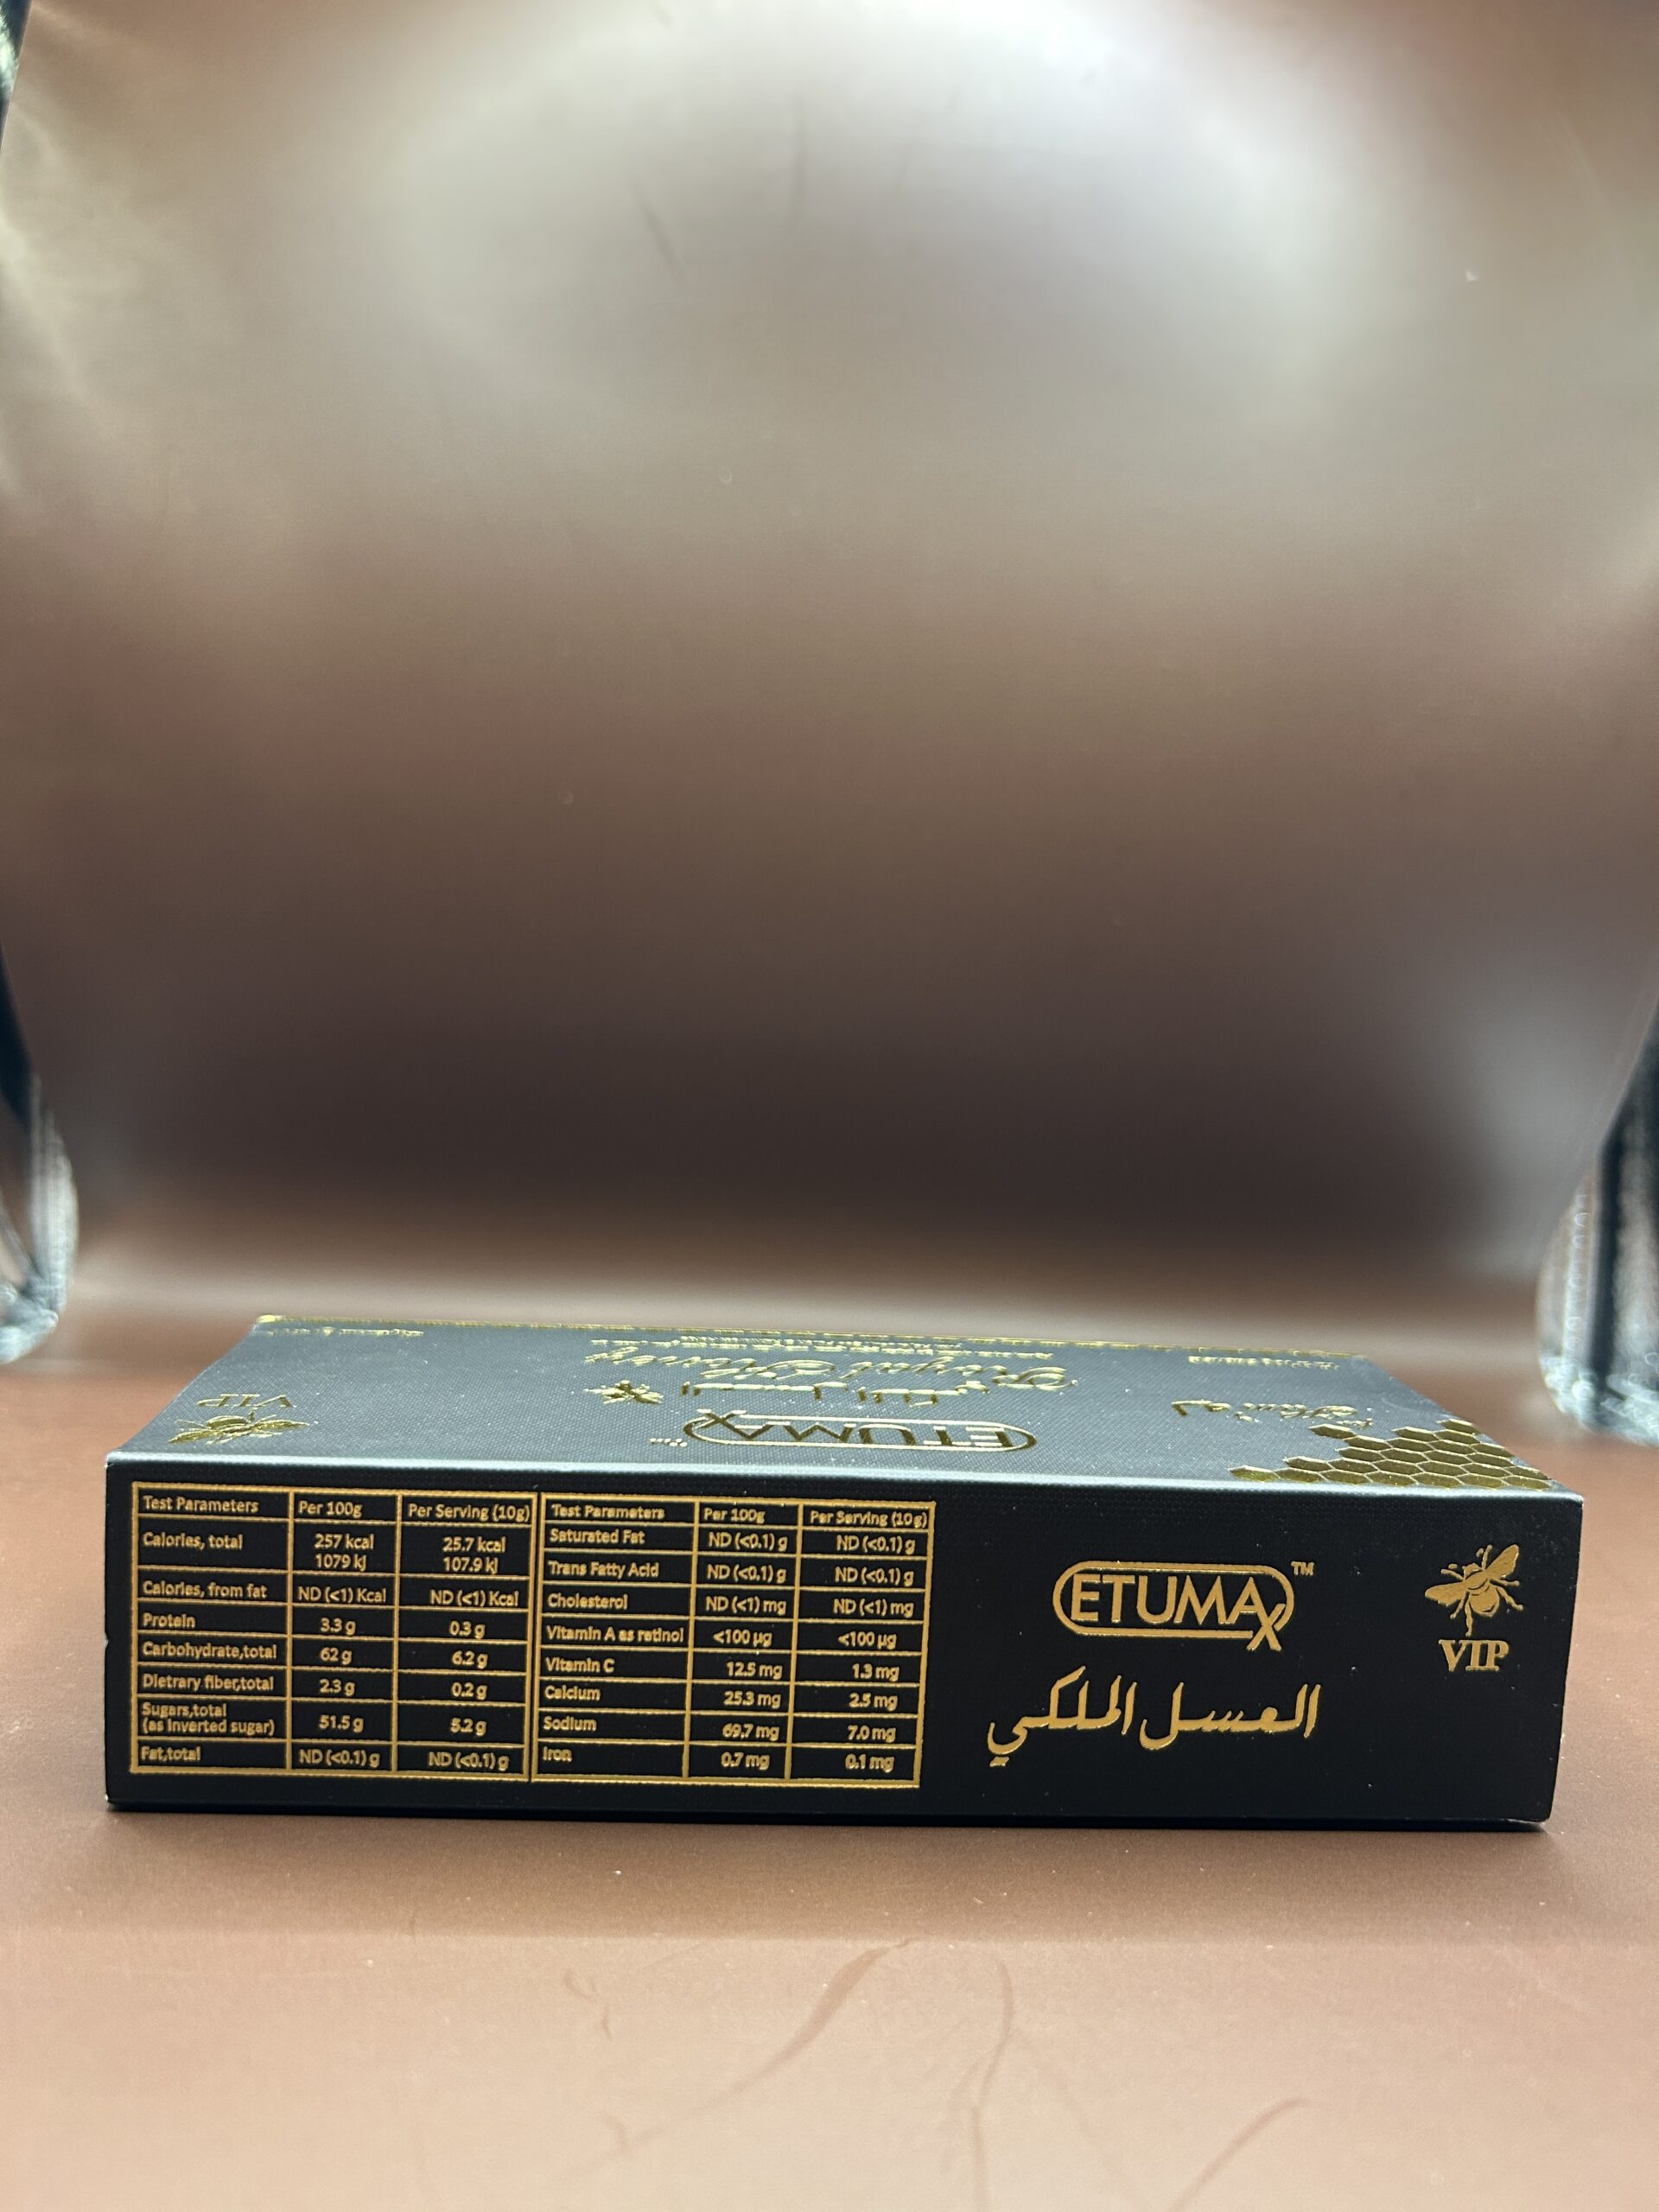 VIP
Royal Honey
ETUMAX
Test Parameters Per 100g Per Serving (10g)
Calories, total 257 kcal 25.7 kcal
1079 kJ 107.9 kJ
Calories, from fat ND (<1) Kcal ND (<1) Kcal
Protein 3.3 g 0.3 g
Carbohydrate,total 62 g 6.2 g
Dietrary fiber,total 2.3 g 0.2 g
Sugars,total
(as inverted sugar) 51.5 g 5.2 g
Fat,total ND (<0.1) g ND (<0.1) g
Test Parameters Per 100g Per Serving (10g)
Saturated Fat ND (<0.1) g ND (<0.1) g
Trans Fatty Acid ND (<0.1) g ND (<0.1) g
Cholesterol ND (<1) mg ND (<1) mg
Vitamin A as retinol <100 µg <100 µg
Vitamin C 12.5 mg 1.3 mg
Calcium 25.3 mg 2.5 mg
Sodium 69.7 mg 7.0 mg
Iron 0.7 mg 0.1 mg
ETUMAX™
العسل الملكي
VIP